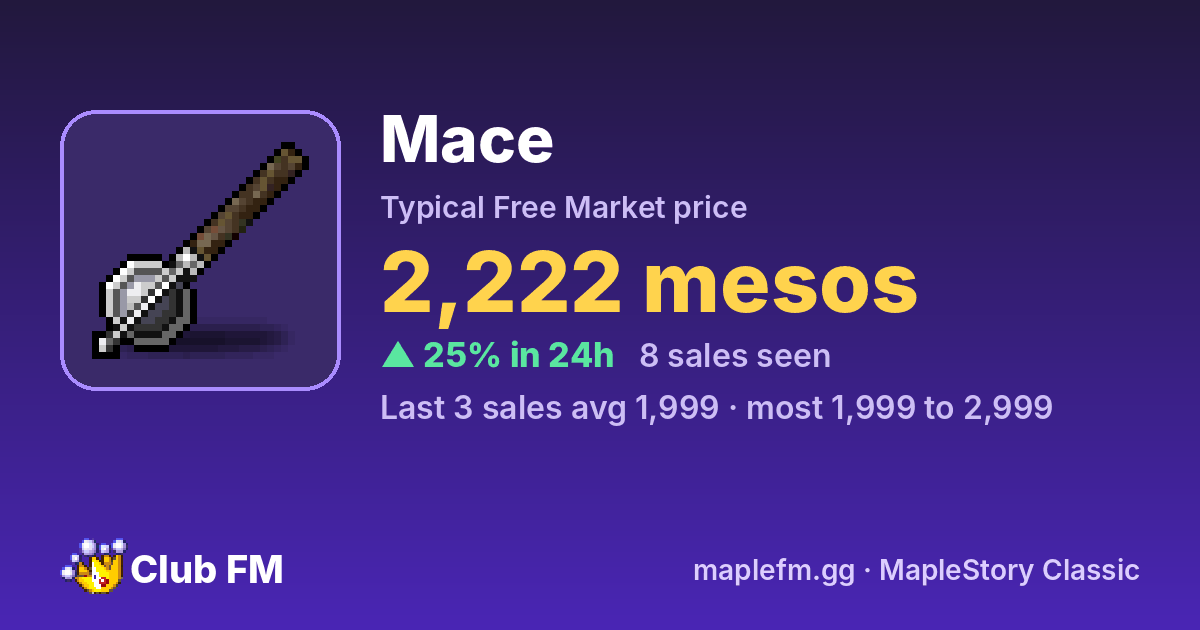 Mace
Typical Free Market price
2,222 mesos
▲ 25% in 24h 8 sales seen
Last 3 sales avg 1,999 · most 1,999 to 2,999
Club FM
maplefm.gg · MapleStory Classic